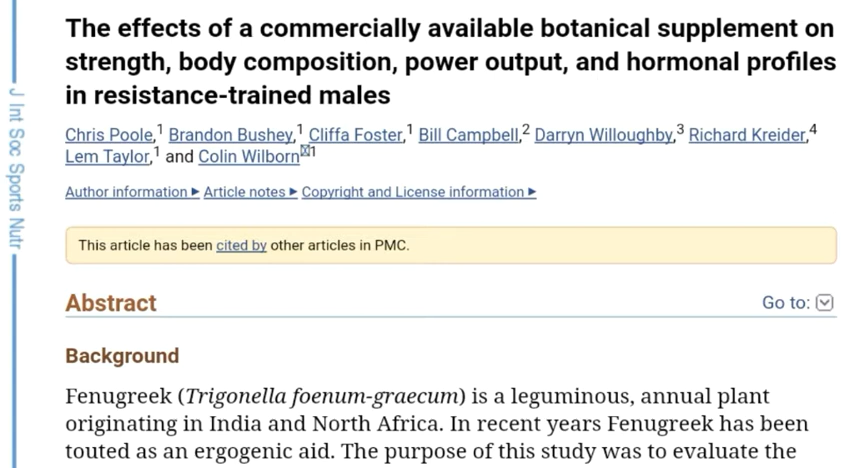 The effects of a commercially available botanical supplement on
strength, body composition, power output, and hormonal profiles
in resistance-trained males
Chris Poole,1 Brandon Bushey,1 Cliffa Foster,1 Bill Campbell,2 Darryn Willoughby,3 Richard Kreider,4
Lem Taylor,1 and Colin Wilborn✉1
Author information ▶ Article notes ▶ Copyright and License information ▶
This article has been cited by other articles in PMC.
Abstract
Go to:
Background
Fenugreek (Trigonella foenum-graecum) is a leguminous, annual plant
originating in India and North Africa. In recent years Fenugreek has been
touted as an ergogenic aid. The purpose of this study was to evaluate the
J Int Soc Sports Nutr